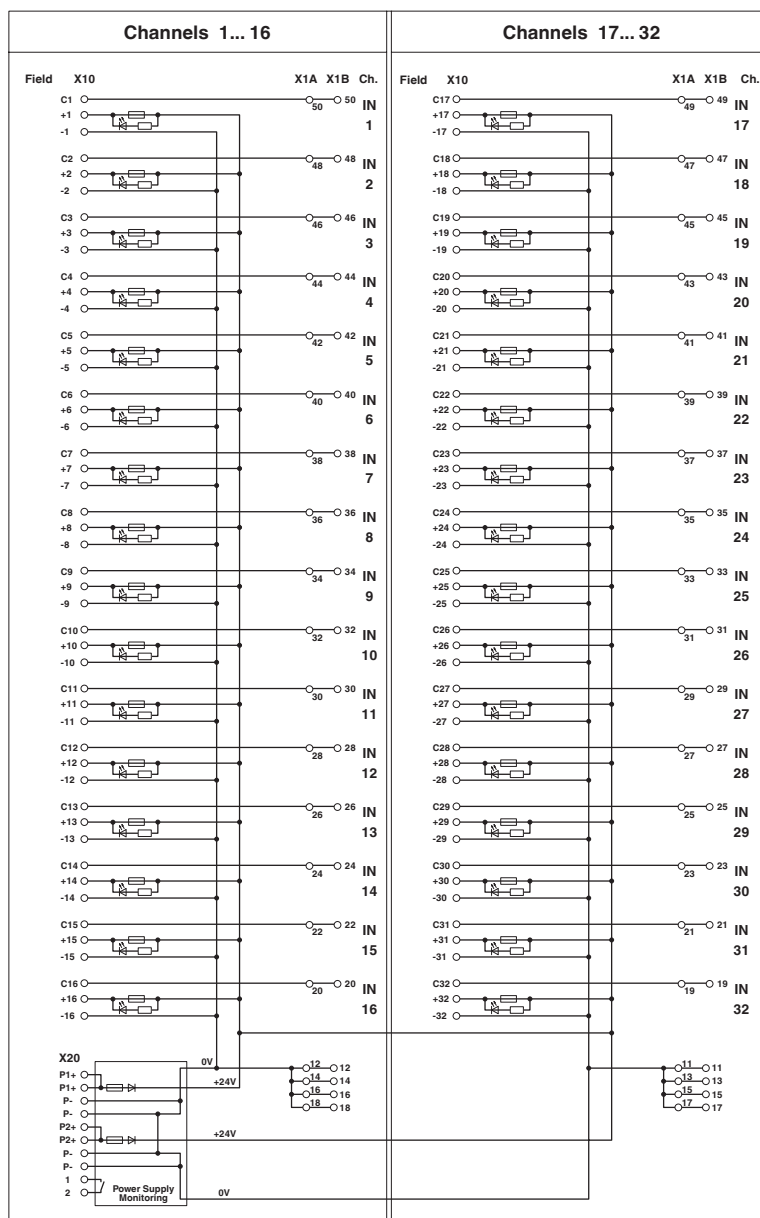 Channels 1... 16 Channels 17... 32
Field X10 X1A X1B Ch. Field X10 X1A X1B Ch.
C1 50 50 IN C17 49 49 IN
+1 1 +17 17
-1 -17
C2 48 48 IN C18 47 47 IN
+2 2 +18 18
-2 -18
C3 46 46 IN C19 45 45 IN
+3 3 +19 19
-3 -19
C4 44 44 IN C20 43 43 IN
+4 4 +20 20
-4 -20
C5 42 42 IN C21 41 41 IN
+5 5 +21 21
-5 -21
C6 40 40 IN C22 39 39 IN
+6 6 +22 22
-6 -22
C7 38 38 IN C23 37 37 IN
+7 7 +23 23
-7 -23
C8 36 36 IN C24 35 35 IN
+8 8 +24 24
-8 -24
C9 34 34 IN C25 33 33 IN
+9 9 +25 25
-9 -25
C10 32 32 IN C26 31 31 IN
+10 10 +26 26
-10 -26
C11 30 30 IN C27 29 29 IN
+11 11 +27 27
-11 -27
C12 28 28 IN C28 27 27 IN
+12 12 +28 28
-12 -28
C13 26 26 IN C29 25 25 IN
+13 13 +29 29
-13 -29
C14 24 24 IN C30 23 23 IN
+14 14 +30 30
-14 -30
C15 22 22 IN C31 21 21 IN
+15 15 +31 31
-15 -31
C16 20 20 IN C32 19 19 IN
+16 16 +32 32
-16 -32
X20 0V 12 12 11 11
P1+ 14 14 13 13
P1+ +24V 16 16 15 15
P- 18 18 17 17
P-
P2+
P2+ +24V
P-
P-
1 Power Supply
2 Monitoring 0V